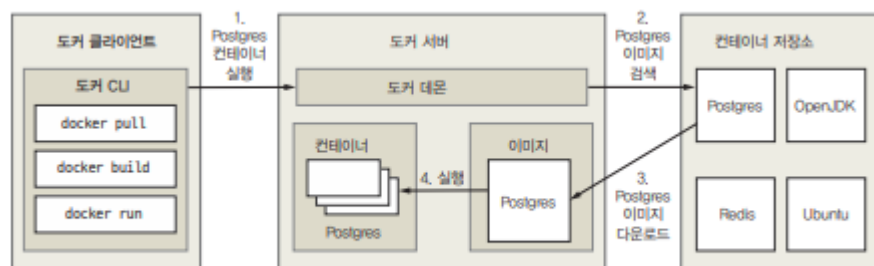 도커 클라이언트
도커 CLI
docker pull
docker build
docker run
1.
Postgres
컨테이너
실행
도커 서버
도커 데몬
컨테이너
Postgres
4. 실행
이미지
Postgres
2.
Postgres
이미지
검색
3.
Postgres
이미지
다운로드
컨테이너 저장소
Postgres
OpenJDK
Redis
Ubuntu